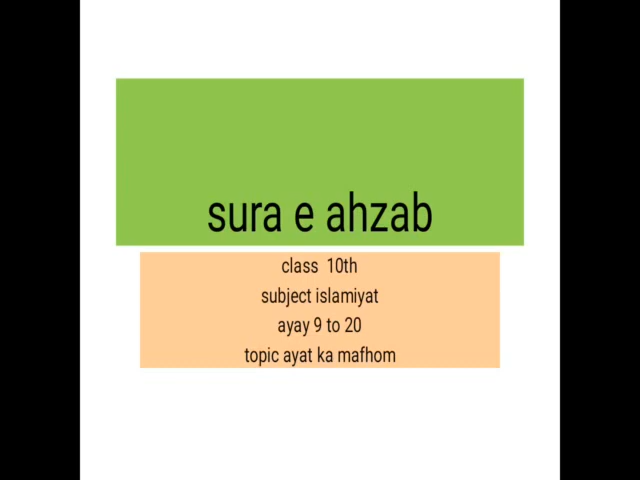 sura e ahzab
class  10th
subject islamiyat
ayay 9 to 20
topic ayat ka mafhom